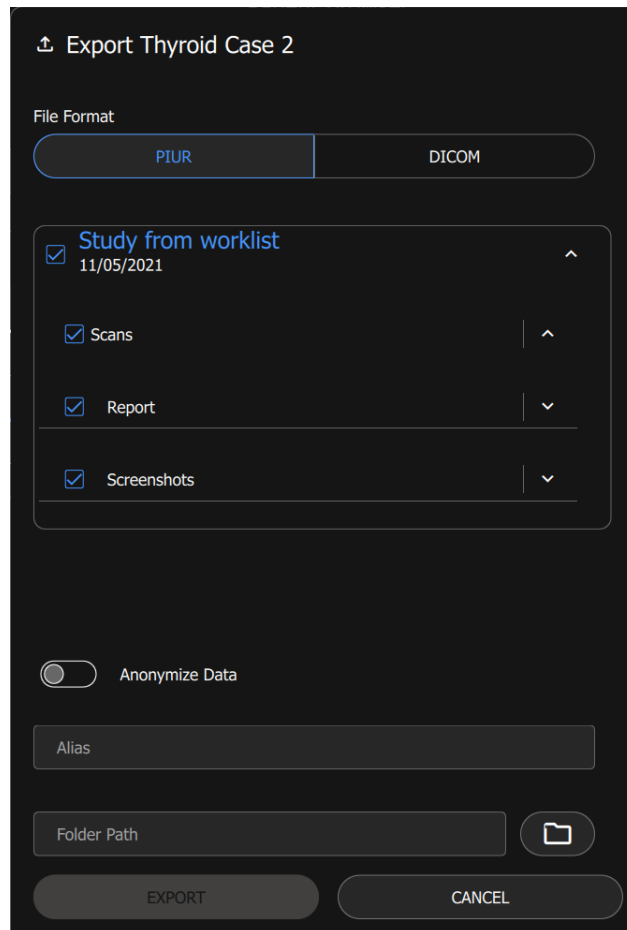 Export Thyroid Case 2
File Format
PIUR
DICOM
Study from worklist
11/05/2021
Scans
Report
Screenshots
Anonymize Data
Alias
Folder Path
EXPORT
CANCEL